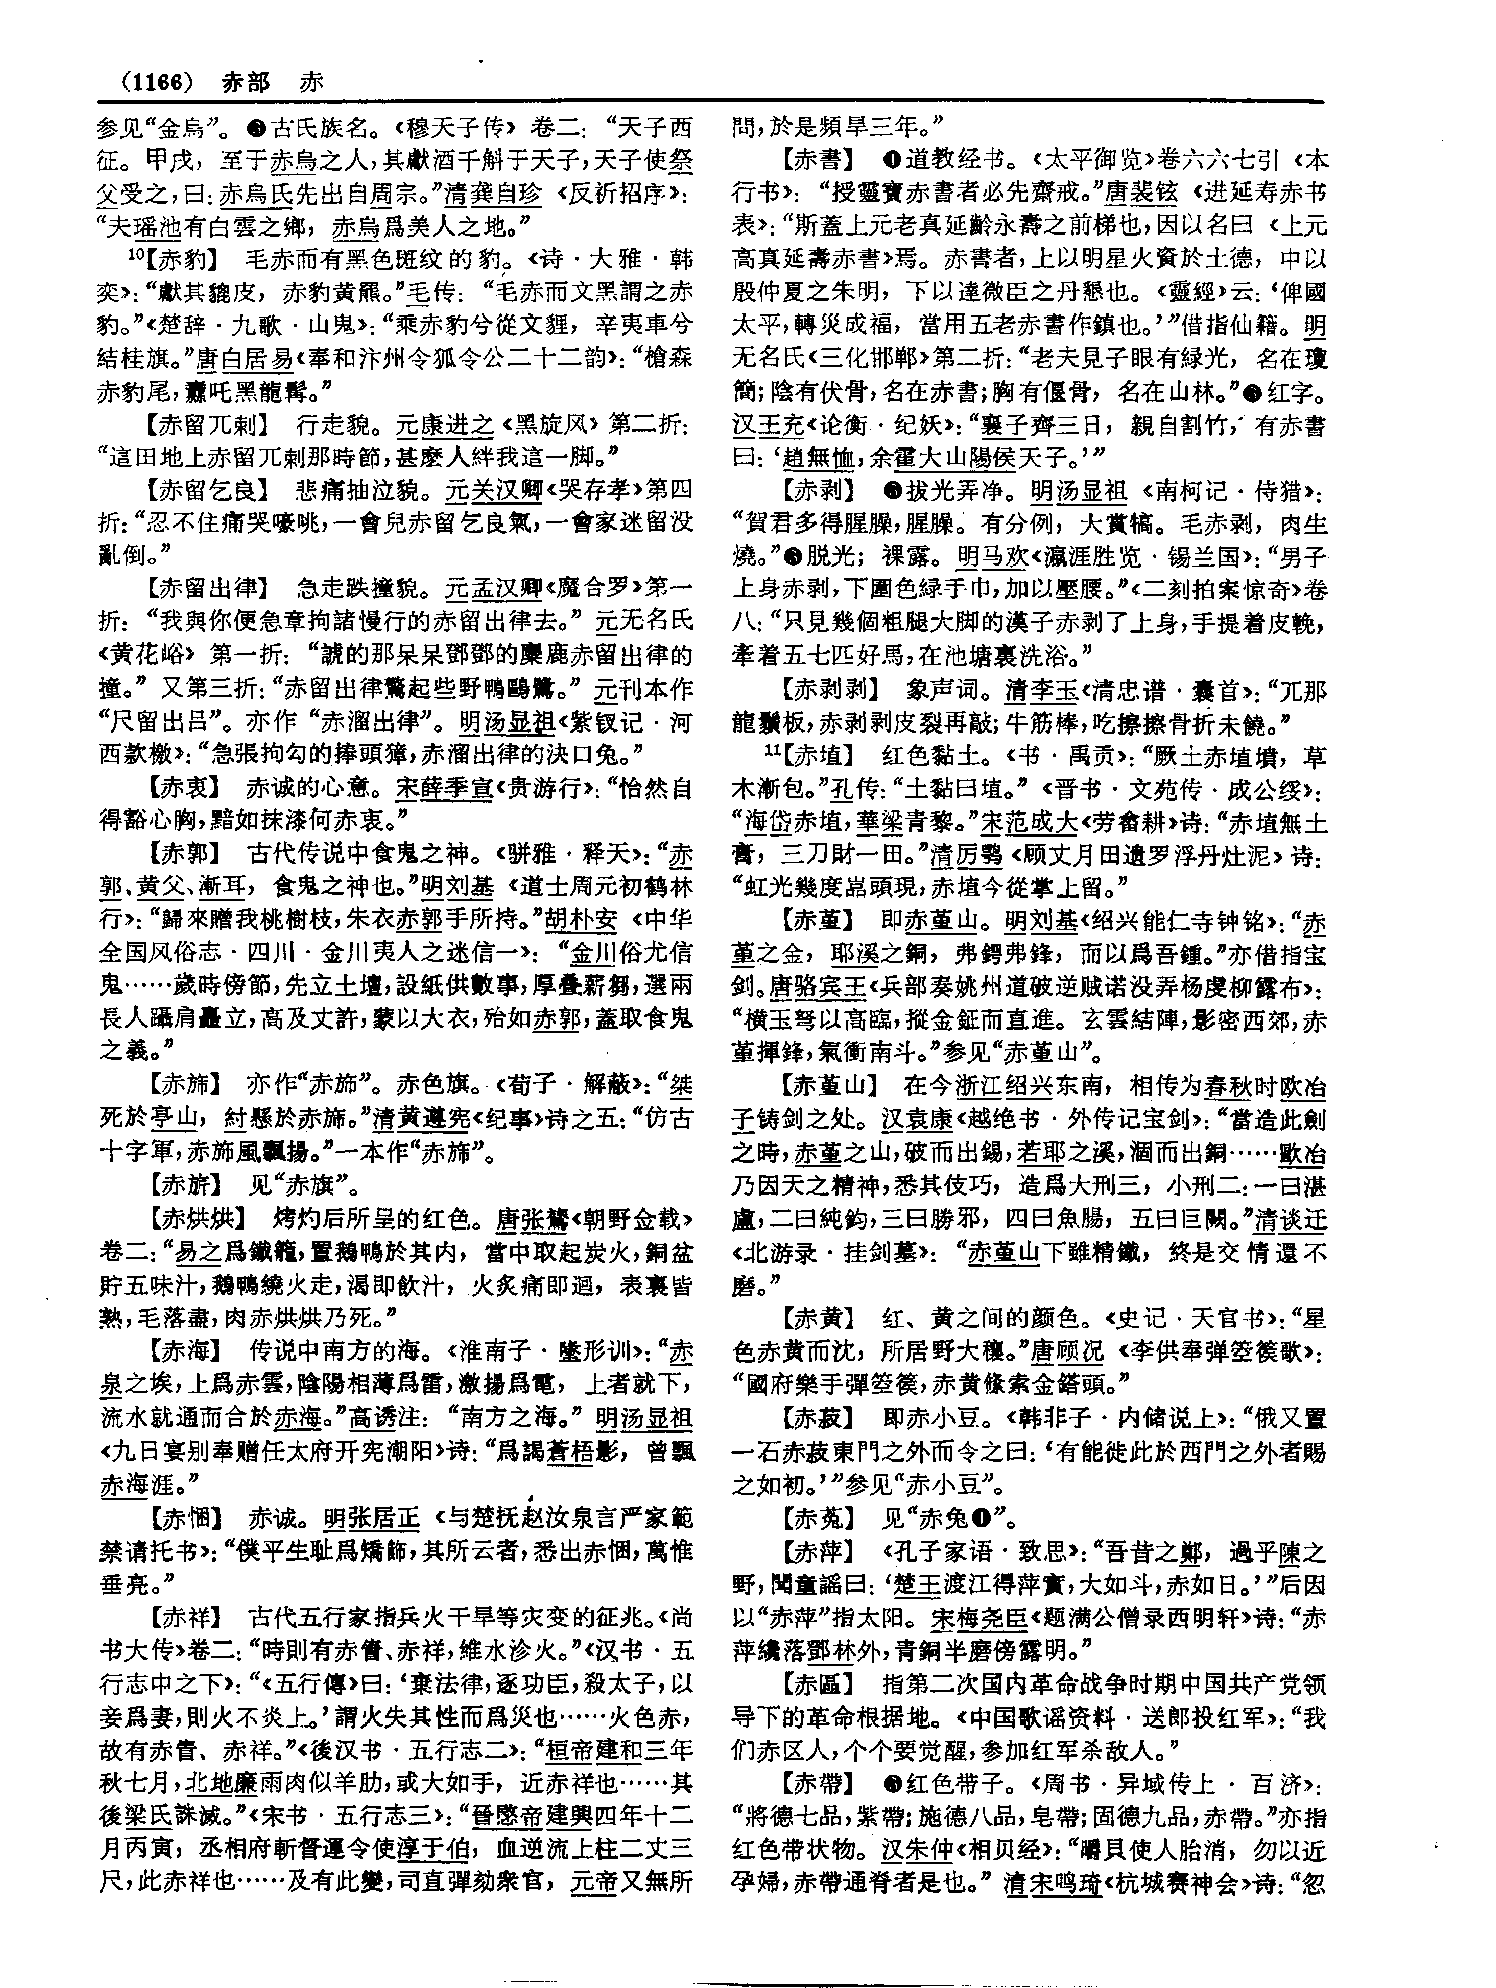 （1166） 赤部 赤
参见“金烏”。❸古氏族名。《穆天子传》卷二：“天子西
征。甲戌，至于赤烏之人，其獻酒千斛于天子，天子使祭
父受之，曰：赤烏氏先出自周宗。”清龚自珍《反祈招序》：
“夫瑶池有白雲之鄉，赤烏爲美人之地。”
10【赤豹】 毛赤而有黑色斑纹的豹。《诗·大雅·韩
奕》：“獻其貔皮，赤豹黄羆。”毛传：“毛赤而文黑謂之赤
豹。”《楚辞·九歌·山鬼》：“乘赤豹兮從文貍，辛夷車兮
結桂旗。”唐白居易《奉和汴州令狐令公二十二韵》：“槍森
赤豹尾，纛吒黑龍髯。”
【赤留兀剌】 行走貌。元康进之《黑旋风》第二折：
“這田地上赤留兀剌那時節，甚麽人絆我這一脚。”
【赤留乞良】 悲痛抽泣貌。元关汉卿《哭存孝》第四
折：“忍不住痛哭嚎咷，一會兒赤留乞良氣，一會家迷留没
亂倒。”
【赤留出律】 急走跌撞貌。元孟汉卿《魔合罗》第一
折：“我與你便急章拘諸慢行的赤留出律去。”元无名氏
《黄花峪》第一折：“諕的那呆呆鄧鄧的麋鹿赤留出律的
撞。”又第三折：“赤留出律驚起些野鴨鷗鷺。”元刊本作
“尺留出吕”。亦作“赤溜出律”。明汤显祖《紫钗记·河
西款檄》：“急張拘勾的捧頭獐，赤溜出律的決口兔。”
【赤衷】 赤诚的心意。宋薛季宣《贵游行》：“怡然自
得豁心胸，黯如抹漆何赤衷。”
【赤郭】 古代传说中食鬼之神。《骈雅·释天》：“赤
郭、黄父、漸耳，食鬼之神也。”明刘基《道士周元初鹤林
行》：“歸來贈我桃樹枝，朱衣赤郭手所持。”胡朴安《中华
全国风俗志·四川·金川夷人之迷信一》：“金川俗尤信
鬼……歲時傍節，先立土壇，設紙供數事，厚叠薪芻，選兩
長人躡肩矗立，高及丈許，蒙以大衣，殆如赤郭，蓋取食鬼
之義。”
【赤斾】 亦作“赤旆”。赤色旗。《荀子·解蔽》：“桀
死於亭山，紂懸於赤斾。”清黄遵宪《纪事》诗之五：“仿古
十字軍，赤旆風飄揚。”一本作“赤斾”。
【赤旂】 见“赤旗”。
【赤烘烘】 烤灼后所呈的红色。唐张鷟《朝野佥载》
卷二：“易之爲鐵籠，置鵝鴨於其内，當中取起炭火，銅盆
貯五味汁，鵝鴨繞火走，渴即飲汁，火炙痛即迴，表裏皆
熟，毛落盡，肉赤烘烘乃死。”
【赤海】 传说中南方的海。《淮南子·墬形训》：“赤
泉之埃，上爲赤雲，陰陽相薄爲雷，激揚爲電，上者就下，
流水就通而合於赤海。”高诱注：“南方之海。”明汤显祖
《九日宴别奉赠任太府开宪潮阳》诗：“爲謁蒼梧影，曾飄
赤海涯。”
【赤悃】 赤诚。明张居正《与楚抚赵汝泉言严家範
禁请托书》：“僕平生耻爲矯飾，其所云者，悉出赤悃，萬惟
垂亮。”
【赤祥】 古代五行家指兵火干旱等灾变的征兆。《尚
书大传》卷二：“時則有赤眚、赤祥，維水沴火。”《汉书·五
行志中之下》：“《五行傳》曰：‘棄法律，逐功臣，殺太子，以
妾爲妻，則火不炎上。’謂火失其性而爲災也……火色赤，
故有赤眚、赤祥。”《後汉书·五行志二》：“桓帝建和三年
秋七月，北地廉雨肉似羊肋，或大如手，近赤祥也……其
後梁氏誅滅。”《宋书·五行志三》：“晉愍帝建興四年十二
月丙寅，丞相府斬督運令使淳于伯，血逆流上柱二丈三
尺，此赤祥也……及有此變，司直彈劾衆官，元帝又無所
問，於是頻旱三年。”
【赤書】 ❶道教经书。《太平御览》卷六六七引《本
行书》：“授靈寶赤書者必先齋戒。”唐裴铉《进延寿赤书
表》：“斯蓋上元老真延齡永壽之前梯也，因以名曰《上元
高真延壽赤書》焉。赤書者，上以明星火資於土德，中以
殷仲夏之朱明，下以達微臣之丹懇也。《靈經》云：‘俾國
太平，轉災成福，當用五老赤書作鎮也。’”借指仙籍。明
无名氏《三化邯郸》第二折：“老夫見子眼有緑光，名在瓊
簡；陰有伏骨，名在赤書；胸有偃骨，名在山林。”❷红字。
汉王充《论衡·纪妖》：“襄子齊三日，親自割竹，有赤書
曰：‘趙無恤，余霍大山陽侯天子。’”
【赤剥】 ❶拔光弄净。明汤显祖《南柯记·侍猎》：
“賀君多得腥臊，腥臊。有分例，大賞犒。毛赤剥，肉生
燒。”❷脱光；裸露。明马欢《瀛涯胜览·锡兰国》：“男子
上身赤剥，下圍色緑手巾，加以壓腰。”《二刻拍案惊奇》卷
八：“只見幾個粗腿大脚的漢子赤剥了上身，手提着皮輓，
牽着五七匹好馬，在池塘裏洗浴。”
【赤剥剥】 象声词。清李玉《清忠谱·囊首》：“兀那
龍鬚板，赤剥剥皮裂再敲；牛筋棒，吃擦擦骨折未饒。”
11【赤埴】 红色黏土。《书·禹贡》：“厥土赤埴墳，草
木漸包。”孔传：“土黏曰埴。”《晋书·文苑传·成公绥》：
“海岱赤埴，華梁青黎。”宋范成大《劳畬耕》诗：“赤埴無土
膏，三刀財一田。”清厉鹗《顾丈月田遗罗浮丹灶泥》诗：
“虹光幾度嵓頭現，赤埴今從掌上留。”
【赤堇】 即赤堇山。明刘基《绍兴能仁寺钟铭》：“赤
堇之金，耶溪之銅，弗鍔弗鋒，而以爲吾鍾。”亦借指宝
剑。唐骆宾王《兵部奏姚州道破逆贼诺没弄杨虔柳露布》：
“横玉弩以高臨，摐金鉦而直進。玄雲結陣，影密西郊，赤
堇揮鋒，氣衝南斗。”参见“赤堇山”。
【赤堇山】 在今浙江绍兴东南，相传为春秋时欧冶
子铸剑之处。汉袁康《越绝书·外传记宝剑》：“當造此劍
之時，赤堇之山，破而出錫，若耶之溪，涸而出銅……歐冶
乃因天之精神，悉其伎巧，造爲大刑三，小刑二：一曰湛
盧，二曰純鈞，三曰勝邪，四曰魚腸，五曰巨闕。”清谈迁
《北游录·挂剑墓》：“赤堇山下雖精鐵，終是交情還不
磨。”
【赤黄】 红、黄之间的颜色。《史记·天官书》：“星
色赤黄而沈，所居野大穰。”唐顾况《李供奉弹箜篌歌》：
“國府樂手彈箜篌，赤黄絛索金鎝頭。”
【赤菽】 即赤小豆。《韩非子·内储说上》：“俄又置
一石赤菽東門之外而令之曰：‘有能徙此於西門之外者賜
之如初。’”参见“赤小豆”。
【赤菟】 见“赤兔❶”。
【赤萍】 《孔子家语·致思》：“吾昔之鄭，過乎陳之
野，聞童謡曰：‘楚王渡江得萍實，大如斗，赤如日。’”后因
以“赤萍”指太阳。宋梅尧臣《题满公僧录西明轩》诗：“赤
萍纔落鄧林外，青銅半磨傍露明。”
【赤區】 指第二次国内革命战争时期中国共产党领
导下的革命根据地。《中国歌谣资料·送郎投红军》：“我
们赤区人，个个要觉醒，参加红军杀敌人。”
【赤帶】 ❶红色带子。《周书·异域传上·百济》：
“將德七品，紫帶；施德八品，皂帶；固德九品，赤帶。”亦指
红色带状物。汉朱仲《相贝经》：“㬭貝使人胎消，勿以近
孕婦，赤帶通脊者是也。”清宋鸣琦《杭城赛神会》诗：“忽